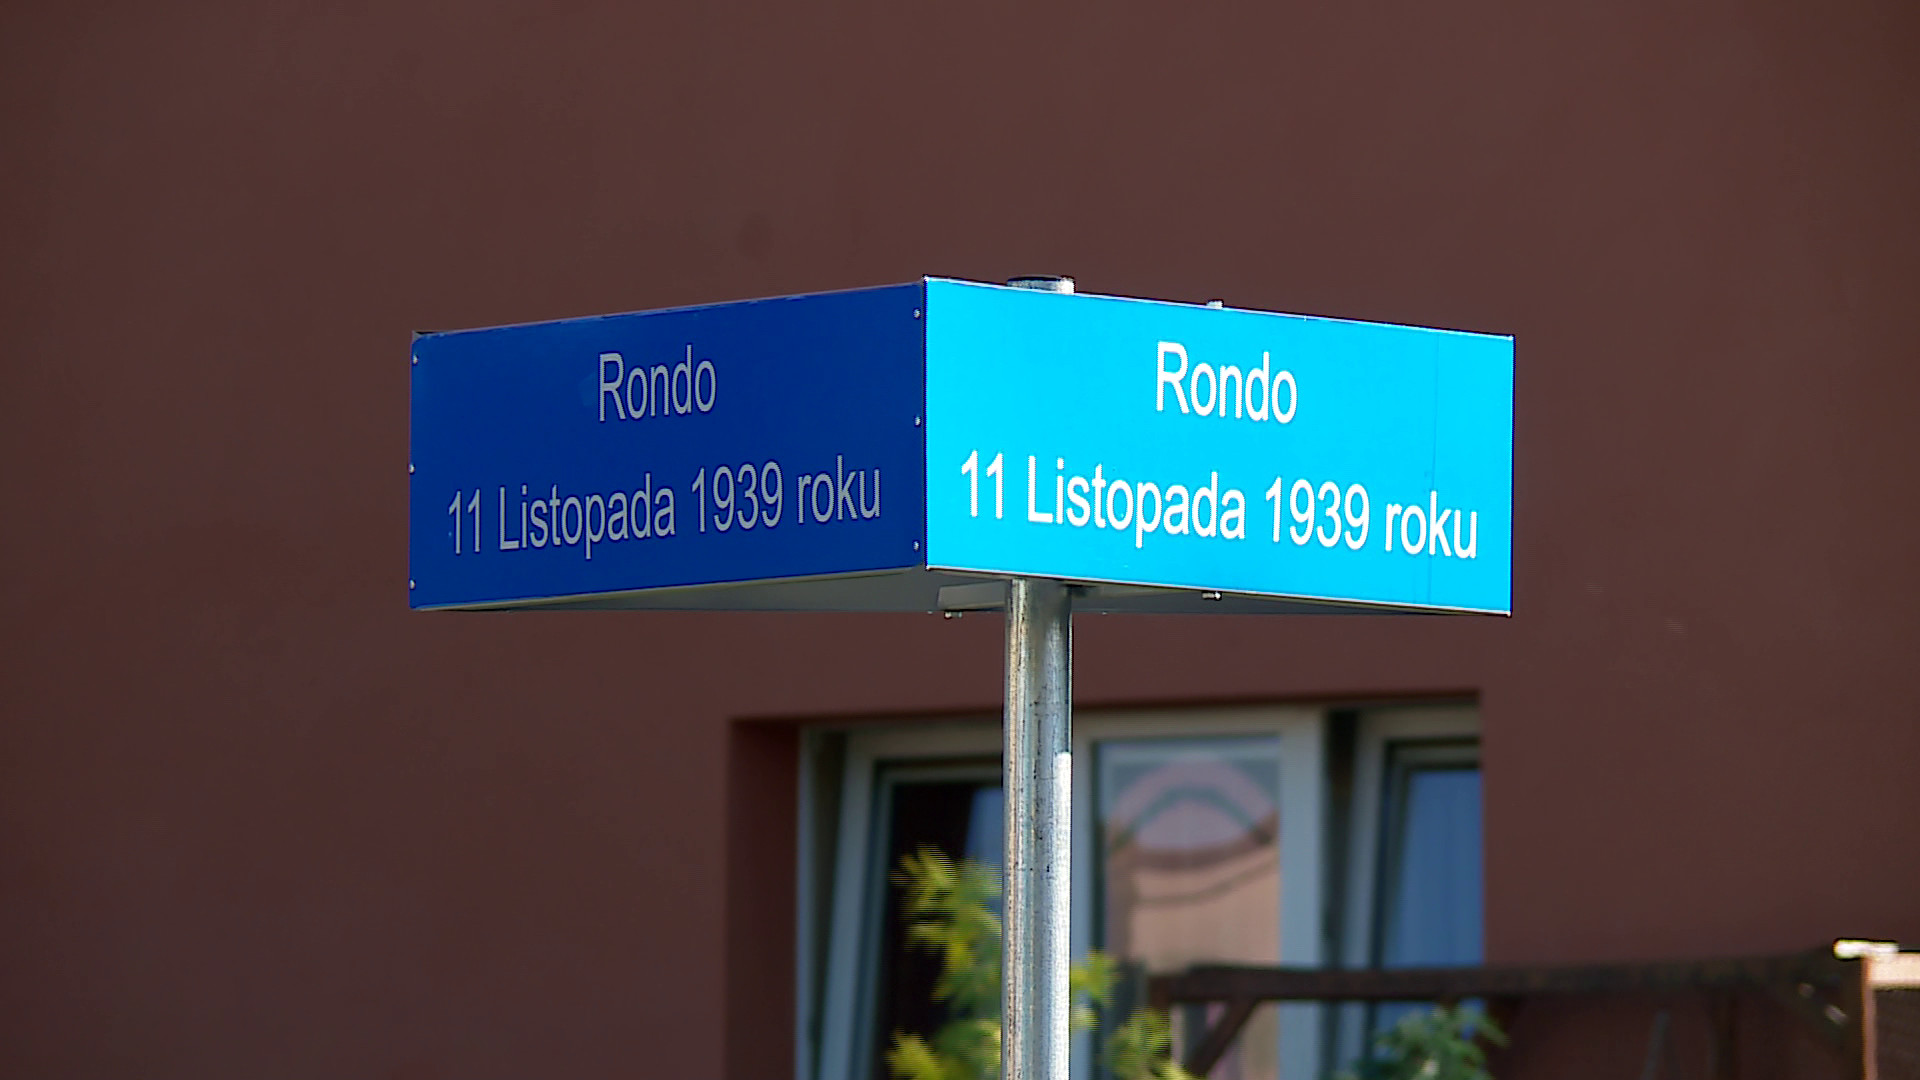 Rondo
11 Listopada 1939 roku
Rondo
11 Listopada 1939 roku